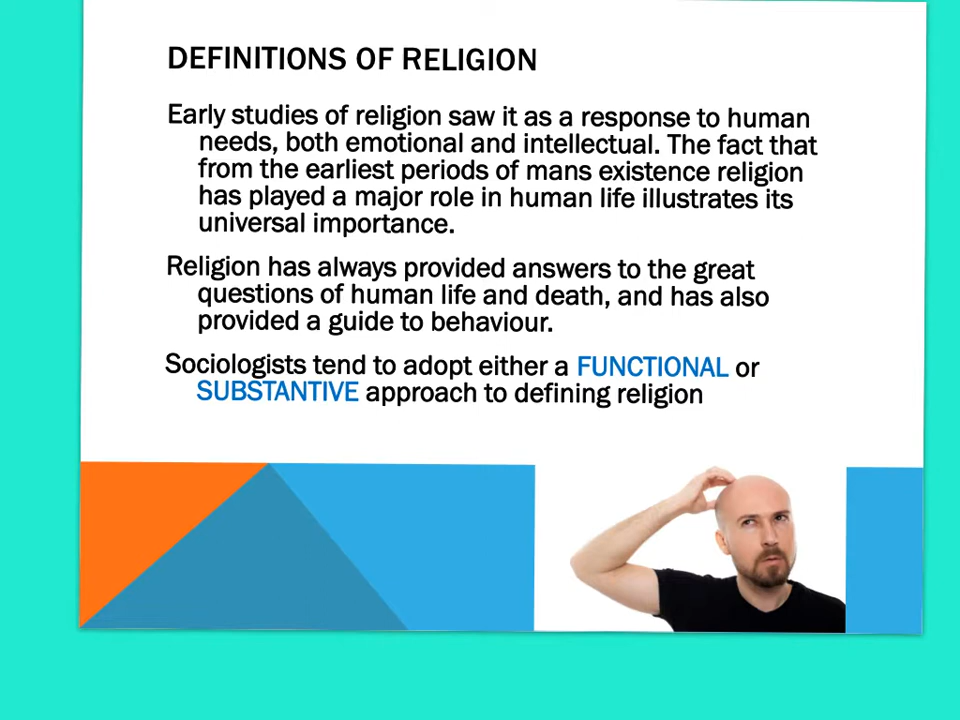 DEFINITIONS OF RELIGION
Early studies of religion saw it as a response to human
needs, both emotional and intellectual. The fact that
from the earliest periods of mans existence religion
has played a major role in human life illustrates its
universal importance.
Religion has always provided answers to the great
questions of human life and death, and has also
provided a guide to behaviour.
Sociologists tend to adopt either a FUNCTIONAL or
SUBSTANTIVE approach to defining religion